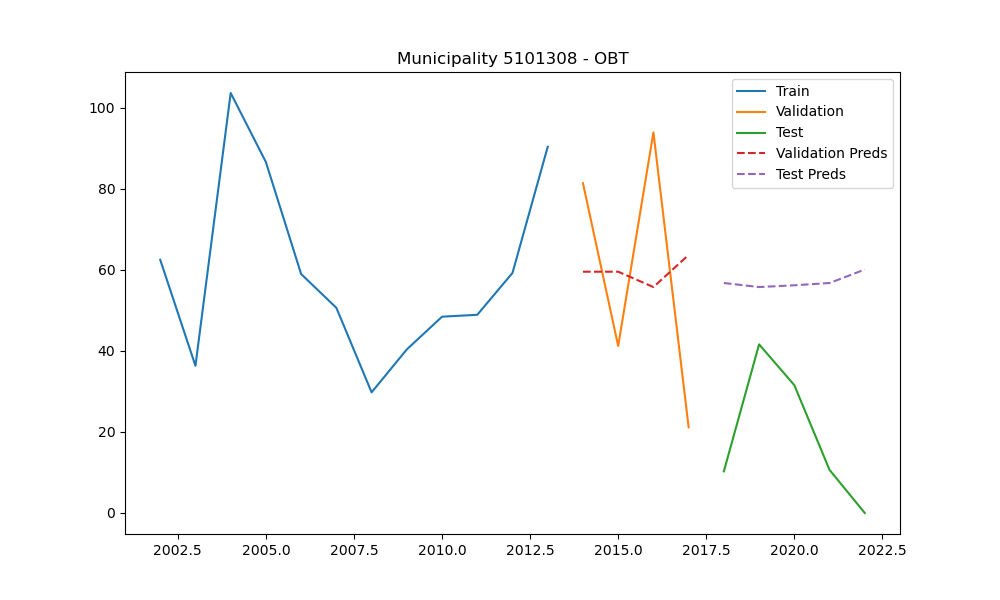 Municipality 5101308 - OBT
Train
Validation
Test
Validation Preds
Test Preds
100
80
60
40
20
0
2002.5 2005.0 2007.5 2010.0 2012.5 2015.0 2017.5 2020.0 2022.5